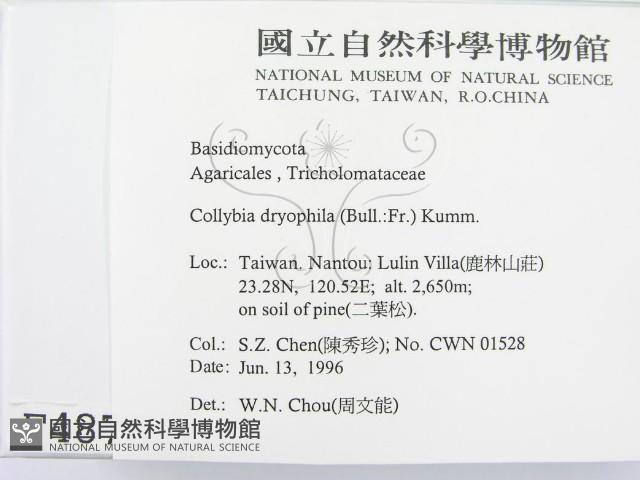 國立自然科學博物館
NATIONAL MUSEUM OF NATURAL SCIENCE
TAICHUNG, TAIWAN, R.O.CHINA
Basidiomycota
Agaricales , Tricholomataceae
Collybia dryophila (Bull.:Fr.) Kumm.
Loc.: Taiwan. Nantou: Lulin Villa(鹿林山莊)
23.28N, 120.52E; alt. 2,650m;
on soil of pine(二葉松).
Col.: S.Z. Chen(陳秀珍); No. CWN 01528
Date: Jun. 13, 1996
Det.: W.N. Chou(周文能)
國立自然科學博物館
NATIONAL MUSEUM OF NATURAL SCIENCE